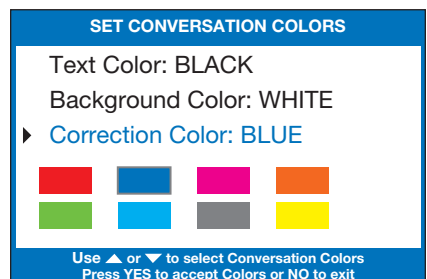 SET CONVERSATION COLORS
Text Color: BLACK
Background Color: WHITE
Correction Color: BLUE
Use ▲ or ▼ to select Conversation Colors
Press YES to accept Colors or NO to exit